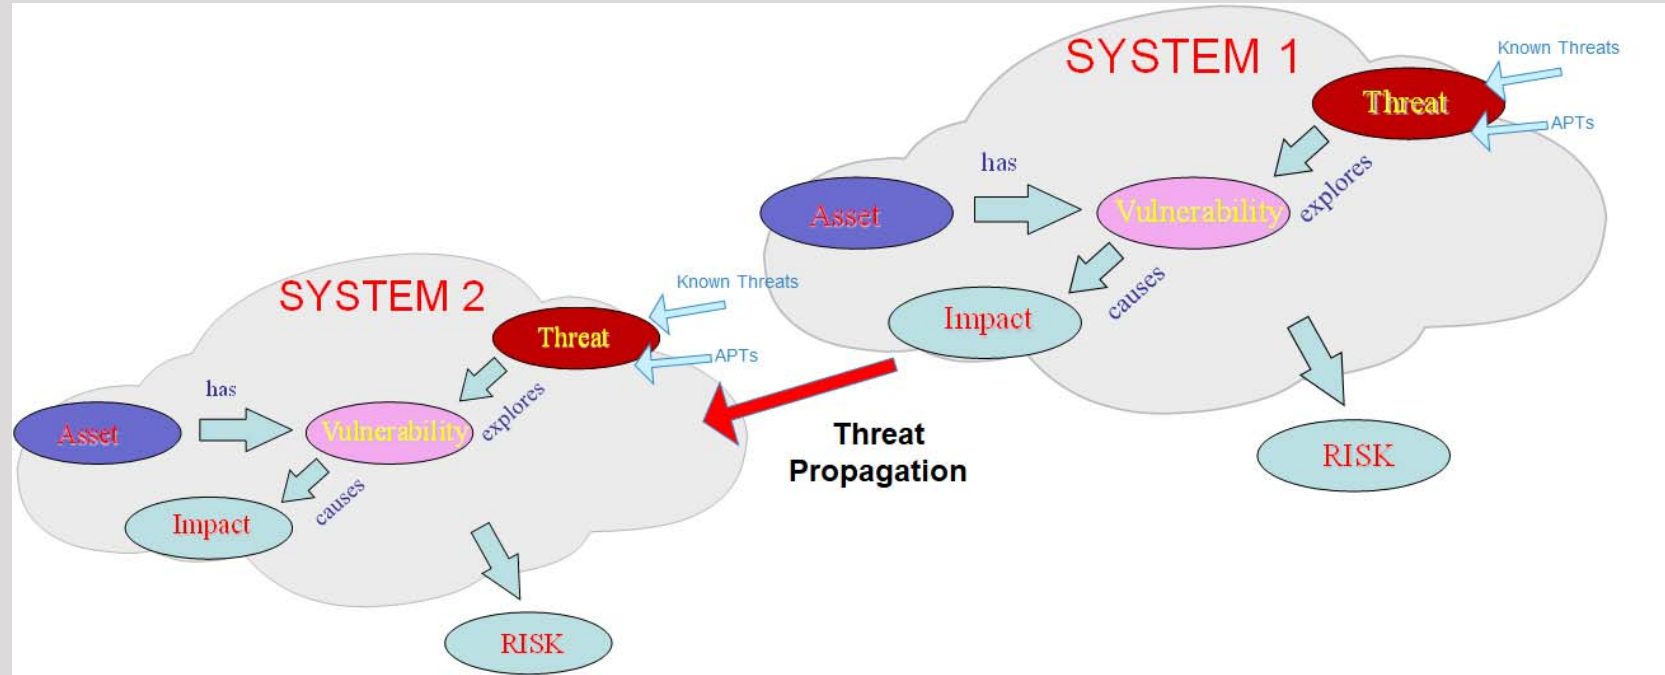 SYSTEM 1
Known Threats
Threat
APTs
has
explores
Asset
Vulnerability
causes
Impact
RISK
Threat
Propagation
SYSTEM 2
Known Threats
Threat
APTs
has
explores
Asset
Vulnerability
causes
Impact
RISK